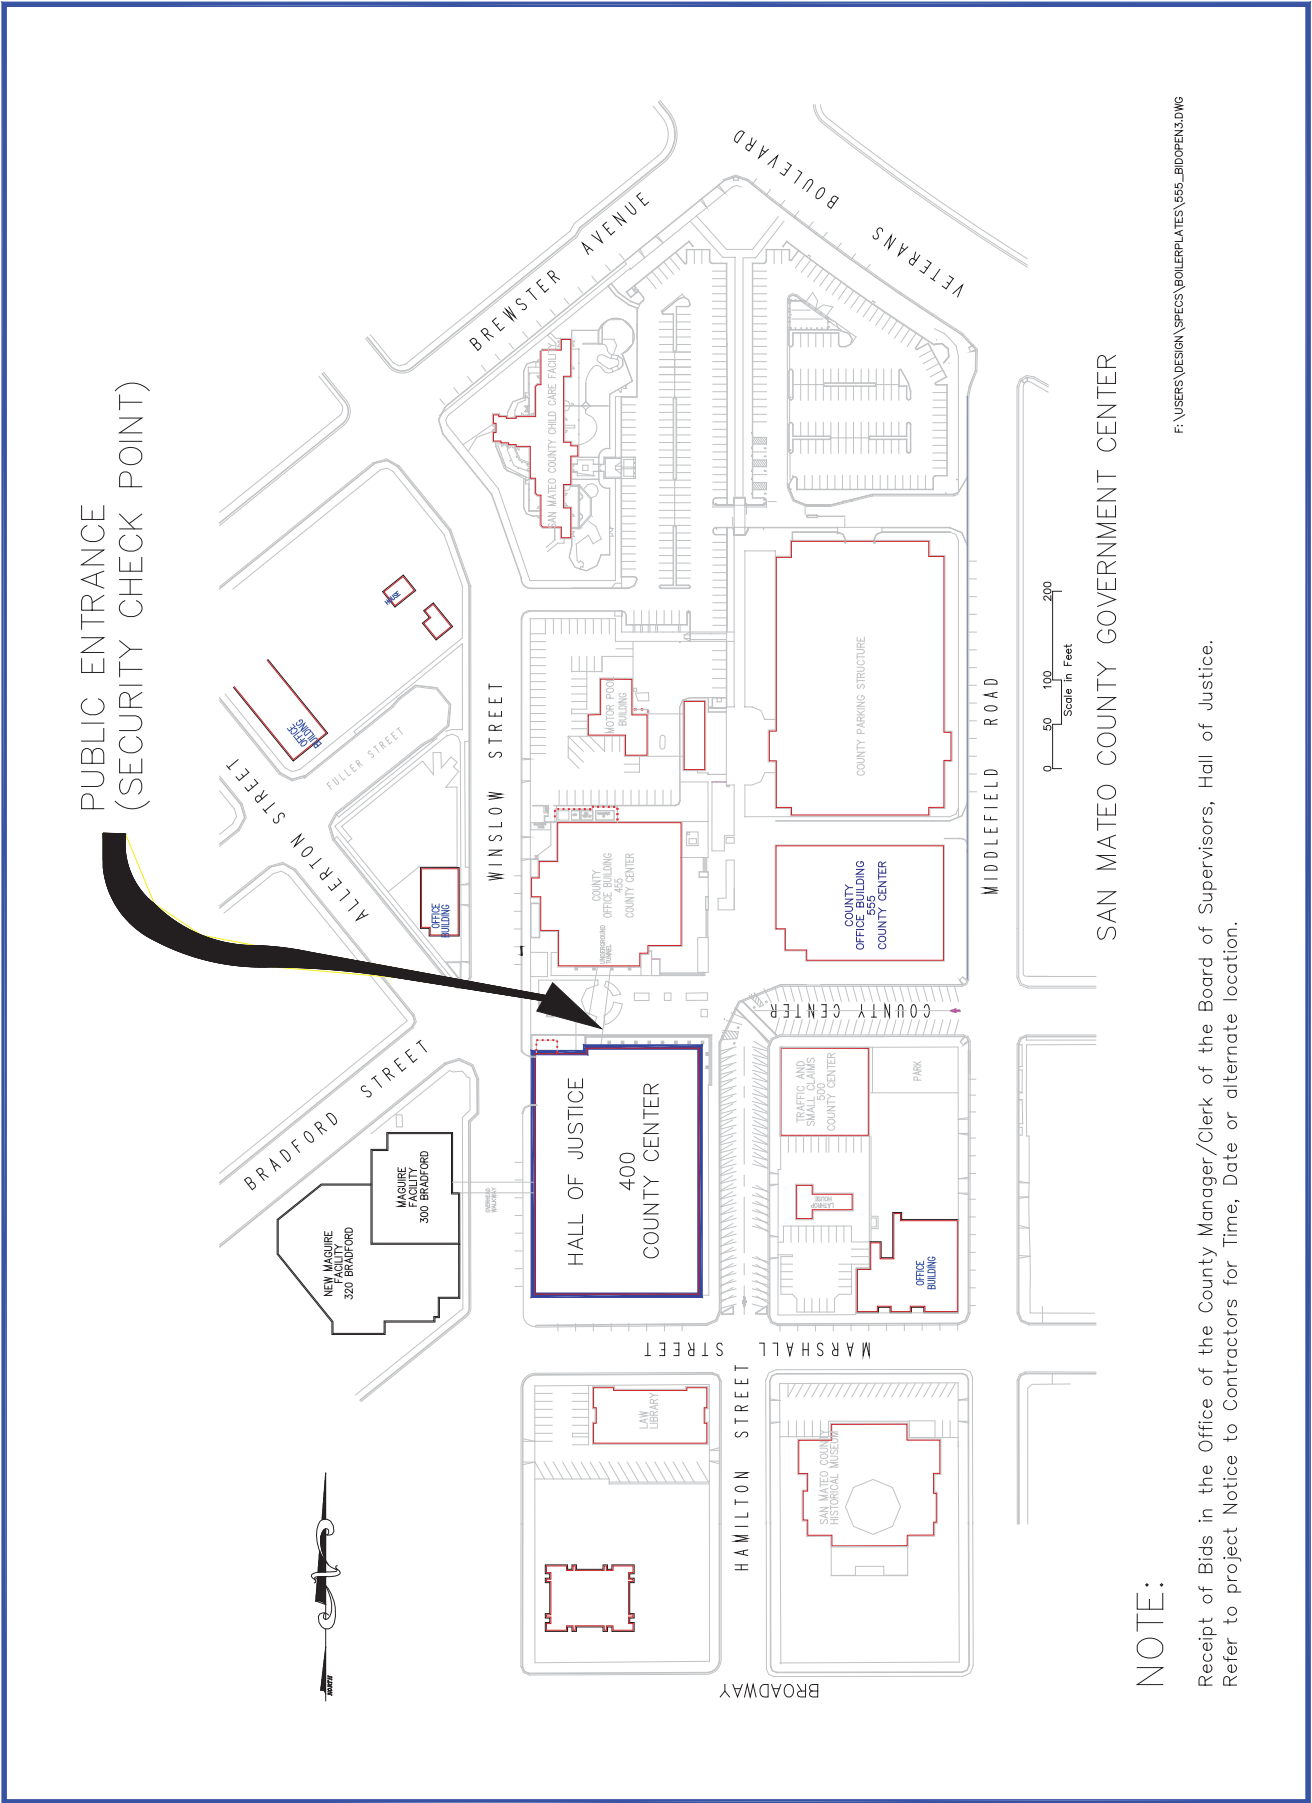 PUBLIC ENTRANCE
(SECURITY CHECK POINT)
BREWSTER AVENUE
VETERANS BOULEVARD
ALLERTON STREET
FULLER STREET
BRADFORD STREET
WINSLOW STREET
MIDDLEFIELD ROAD
COUNTY CENTER
MARSHALL STREET
HAMILTON STREET
BROADWAY
HOUSE
OFFICE
BUILDING
OFFICE
BUILDING
SAN MATEO COUNTY CHILD CARE FACILITY
MOTOR POOL
BUILDING
COUNTY PARKING STRUCTURE
COUNTY
OFFICE BUILDING
455
COUNTY CENTER
UNDERGROUND
TUNNEL
COUNTY
OFFICE BUILDING
555
COUNTY CENTER
NEW MAGUIRE
FACILITY
320 BRADFORD
MAGUIRE
FACILITY
300 BRADFORD
OVERHEAD
WALKWAY
HALL OF JUSTICE
400
COUNTY CENTER
TRAFFIC AND
SMALL CLAIMS
500
COUNTY CENTER
PARK
LATHROP
HOUSE
OFFICE
BUILDING
LAW
LIBRARY
SAN MATEO COUNTY
HISTORICAL MUSEUM
NORTH
0 50 100 200
Scale in Feet
SAN MATEO COUNTY GOVERNMENT CENTER
NOTE:
F:\USERS\DESIGN\SPECS\BOILERPLATES\555_BIDOPEN3.DWG
Receipt of Bids in the Office of the County Manager/Clerk of the Board of Supervisors, Hall of Justice.
Refer to project Notice to Contractors for Time, Date or alternate location.